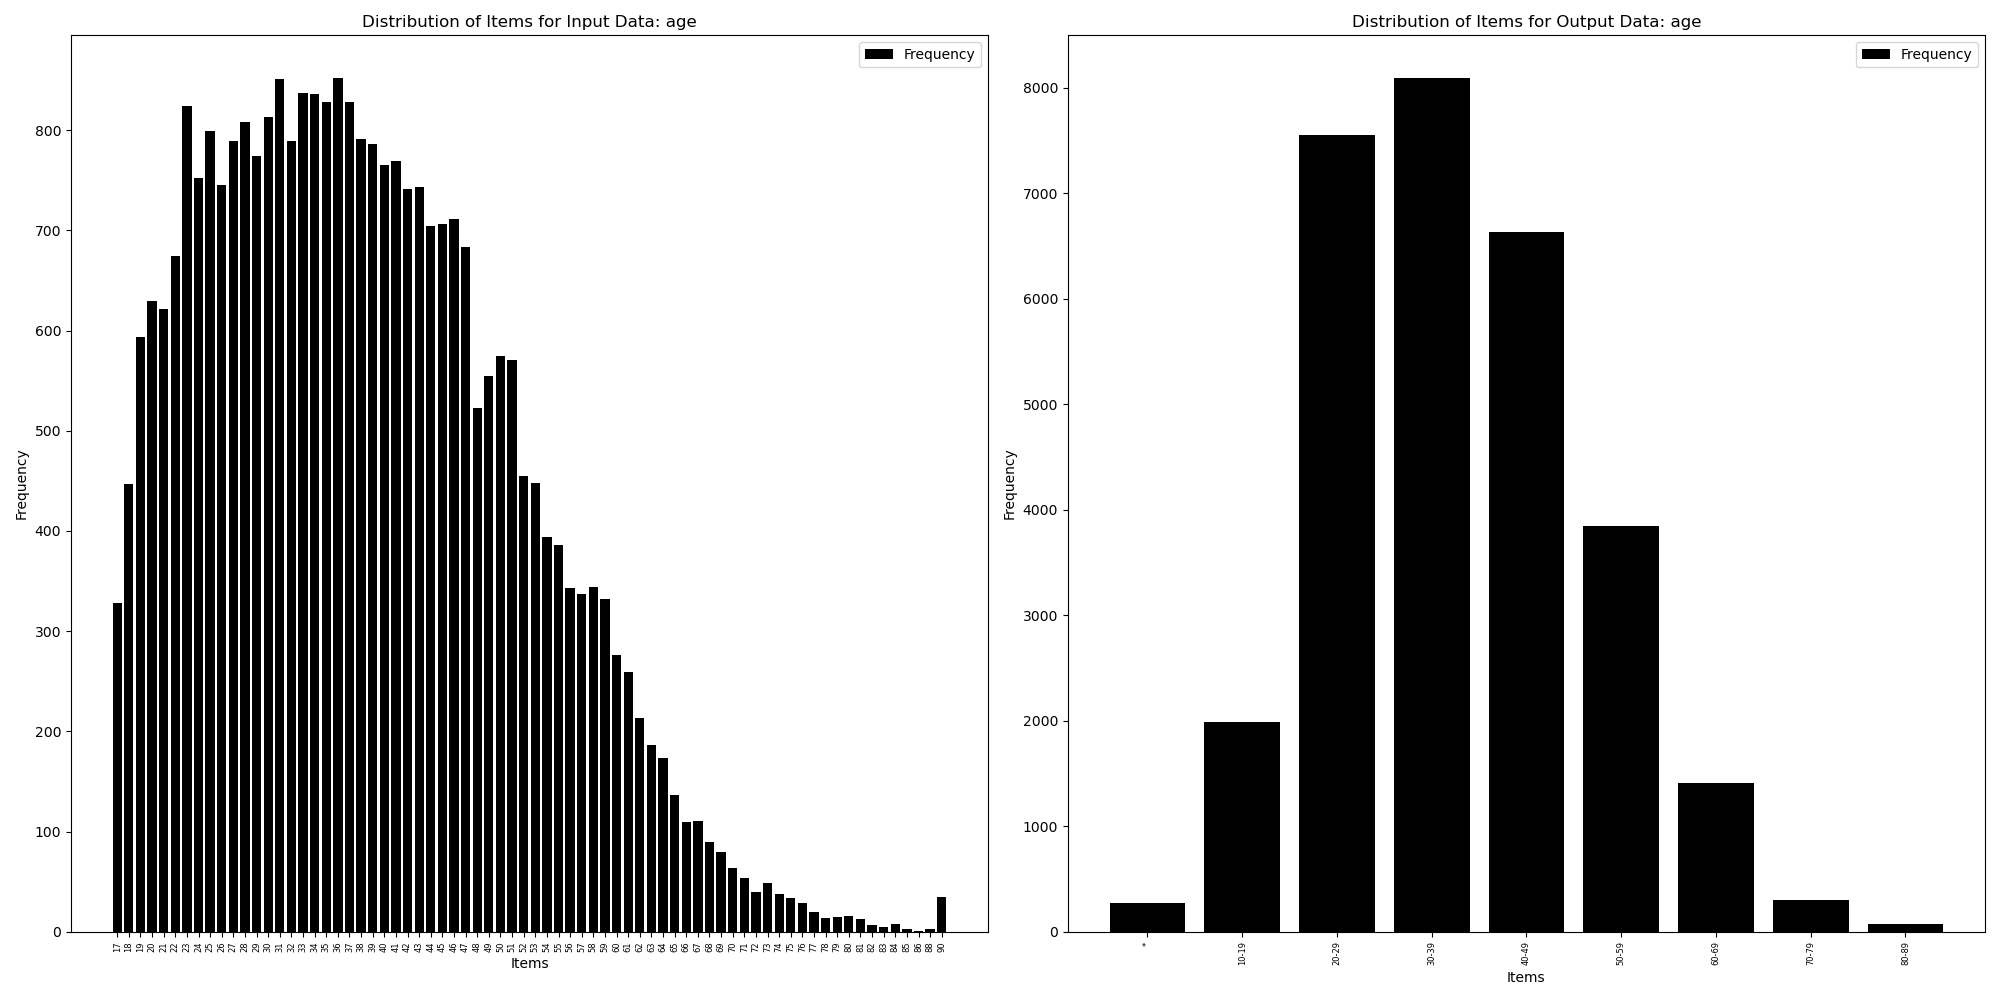 Distribution of Items for Input Data: age
Frequency
800
700
600
500
400
300
200
100
0
Frequency
17 18 19 20 21 22 23 24 25 26 27 28 29 30 31 32 33 34 35 36 37 38 39 40 41 42 43 44 45 46 47 48 49 50 51 52 53 54 55 56 57 58 59 60 61 62 63 64 65 66 67 68 69 70 71 72 73 74 75 76 77 78 79 80 81 82 83 84 85 86 88 90
Items
Distribution of Items for Output Data: age
Frequency
8000
7000
6000
5000
4000
3000
2000
1000
0
Frequency
* 10-19 20-29 30-39 40-49 50-59 60-69 70-79 80-89
Items